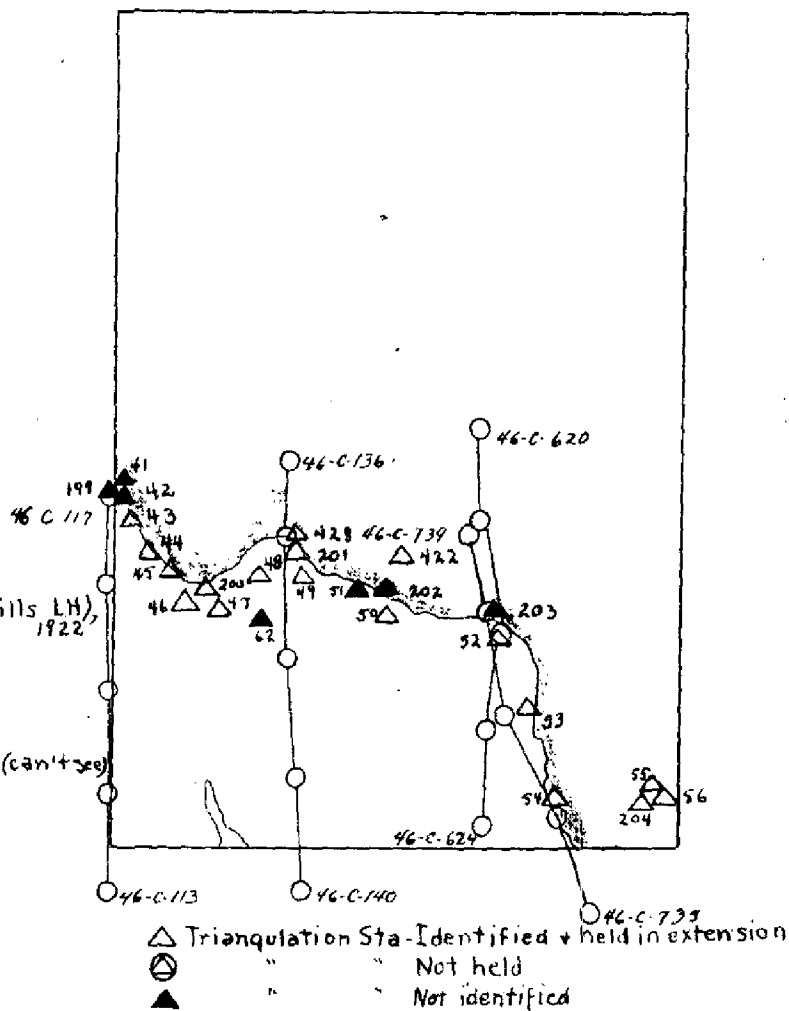 46-C-620
46-C-136
41
199
42
46 C 117
43
428
46-C-739
44
201
422
45
48
200
49
51
202
46
47
50
203
ills LH),
1922
62
52
53
(can't see)
55
54
56
204
46-C-624
46-C-113
46-C-140
46-C-735
Triangulation Sta-Identified + held in extension
" " Not held
" " Not identified